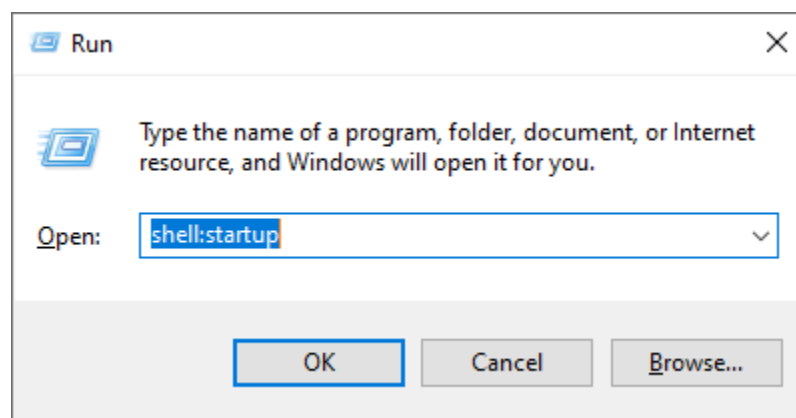 Run
Type the name of a program, folder, document, or Internet
resource, and Windows will open it for you.
Open: shell:startup
OK Cancel Browse...